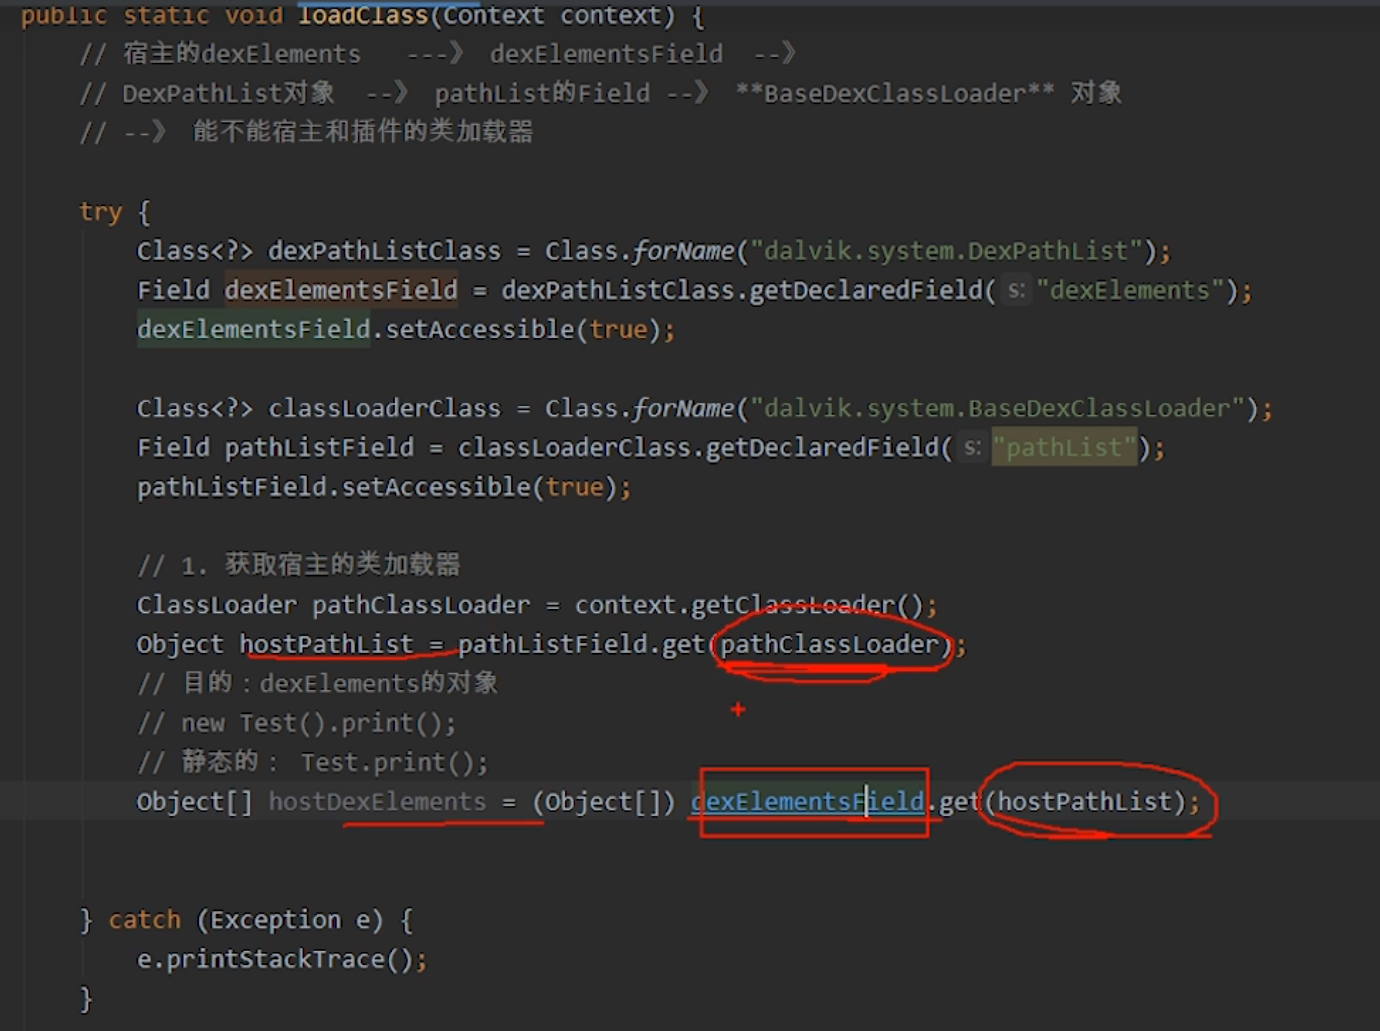 public static void loadClass(Context context) {
// 宿主的dexElements ---》 dexElementsField --》
// DexPathList对象 --》 pathList的Field --》 **BaseDexClassLoader** 对象
// --》 能不能宿主和插件的类加载器
try {
Class<?> dexPathListClass = Class.forName("dalvik.system.DexPathList");
Field dexElementsField = dexPathListClass.getDeclaredField( s: "dexElements");
dexElementsField.setAccessible(true);
Class<?> classLoaderClass = Class.forName("dalvik.system.BaseDexClassLoader");
Field pathListField = classLoaderClass.getDeclaredField( s: "pathList");
pathListField.setAccessible(true);
// 1. 获取宿主的类加载器
ClassLoader pathClassLoader = context.getClassLoader();
Object hostPathList = pathListField.get(pathClassLoader);
// 目的：dexElements的对象
// new Test().print();
// 静态的： Test.print();
Object[] hostDexElements = (Object[]) dexElementsField.get(hostPathList);
} catch (Exception e) {
e.printStackTrace();
}